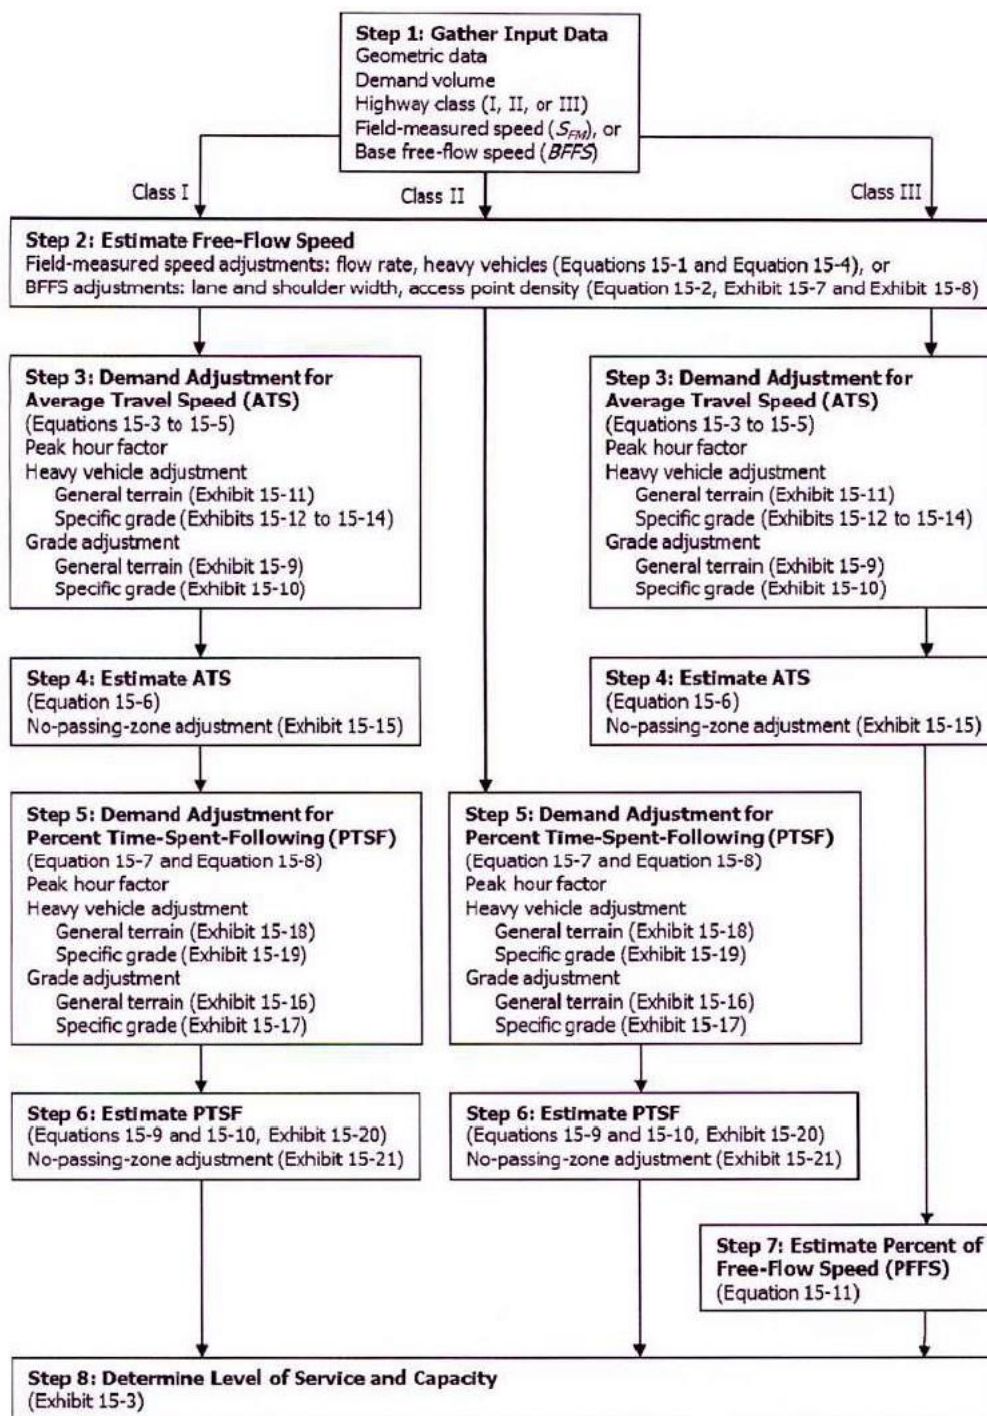 Step 1: Gather Input Data
Geometric data
Demand volume
Highway class (I, II, or III)
Field-measured speed (S_FM), or
Base free-flow speed (BFFS)
Class I
Class II
Class III
Step 2: Estimate Free-Flow Speed
Field-measured speed adjustments: flow rate, heavy vehicles (Equations 15-1 and Equation 15-4), or
BFFS adjustments: lane and shoulder width, access point density (Equation 15-2, Exhibit 15-7 and Exhibit 15-8)
Step 3: Demand Adjustment for
Average Travel Speed (ATS)
(Equations 15-3 to 15-5)
Peak hour factor
Heavy vehicle adjustment
General terrain (Exhibit 15-11)
Specific grade (Exhibits 15-12 to 15-14)
Grade adjustment
General terrain (Exhibit 15-9)
Specific grade (Exhibit 15-10)
Step 3: Demand Adjustment for
Average Travel Speed (ATS)
(Equations 15-3 to 15-5)
Peak hour factor
Heavy vehicle adjustment
General terrain (Exhibit 15-11)
Specific grade (Exhibits 15-12 to 15-14)
Grade adjustment
General terrain (Exhibit 15-9)
Specific grade (Exhibit 15-10)
Step 4: Estimate ATS
(Equation 15-6)
No-passing-zone adjustment (Exhibit 15-15)
Step 4: Estimate ATS
(Equation 15-6)
No-passing-zone adjustment (Exhibit 15-15)
Step 5: Demand Adjustment for
Percent Time-Spent-Following (PTSF)
(Equation 15-7 and Equation 15-8)
Peak hour factor
Heavy vehicle adjustment
General terrain (Exhibit 15-18)
Specific grade (Exhibit 15-19)
Grade adjustment
General terrain (Exhibit 15-16)
Specific grade (Exhibit 15-17)
Step 5: Demand Adjustment for
Percent Time-Spent-Following (PTSF)
(Equation 15-7 and Equation 15-8)
Peak hour factor
Heavy vehicle adjustment
General terrain (Exhibit 15-18)
Specific grade (Exhibit 15-19)
Grade adjustment
General terrain (Exhibit 15-16)
Specific grade (Exhibit 15-17)
Step 6: Estimate PTSF
(Equations 15-9 and 15-10, Exhibit 15-20)
No-passing-zone adjustment (Exhibit 15-21)
Step 6: Estimate PTSF
(Equations 15-9 and 15-10, Exhibit 15-20)
No-passing-zone adjustment (Exhibit 15-21)
Step 7: Estimate Percent of
Free-Flow Speed (PFFS)
(Equation 15-11)
Step 8: Determine Level of Service and Capacity
(Exhibit 15-3)